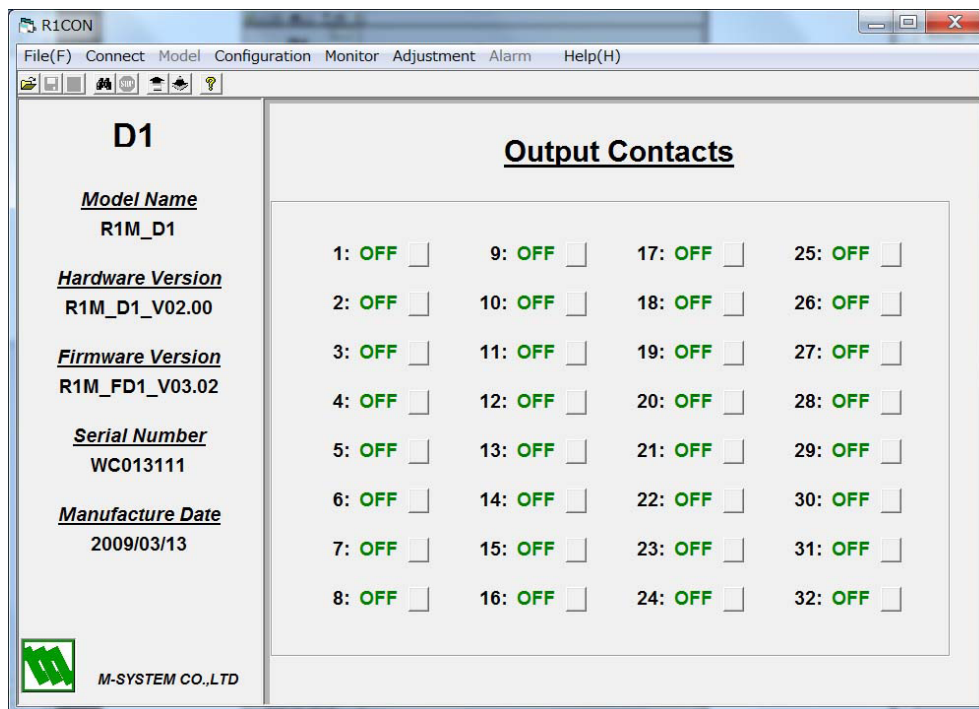 R1CON
File(F) Connect Model Configuration Monitor Adjustment Alarm Help(H)
D1
Model Name
R1M_D1
Hardware Version
R1M_D1_V02.00
Firmware Version
R1M_FD1_V03.02
Serial Number
WC013111
Manufacture Date
2009/03/13
M-SYSTEM CO.,LTD
Output Contacts
1: OFF 9: OFF 17: OFF 25: OFF
2: OFF 10: OFF 18: OFF 26: OFF
3: OFF 11: OFF 19: OFF 27: OFF
4: OFF 12: OFF 20: OFF 28: OFF
5: OFF 13: OFF 21: OFF 29: OFF
6: OFF 14: OFF 22: OFF 30: OFF
7: OFF 15: OFF 23: OFF 31: OFF
8: OFF 16: OFF 24: OFF 32: OFF